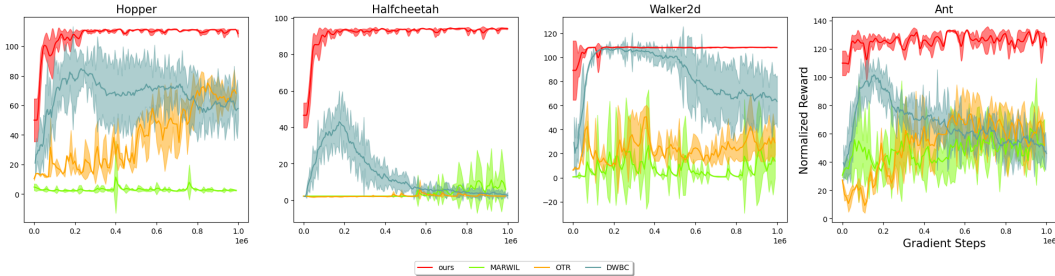 Hopper
100
80
60
40
20
0
0.0 0.2 0.4 0.6 0.8 1.0
1e6
Halfcheetah
100
80
60
40
20
0
0.0 0.2 0.4 0.6 0.8 1.0
1e6
Walker2d
120
100
80
60
40
20
0
−20
0.0 0.2 0.4 0.6 0.8 1.0
1e6
Ant
Normalized Reward
140
120
100
80
60
40
20
0
0.0 0.2 0.4 0.6 0.8 1.0
1e6
Gradient Steps
ours MARWIL OTR DWBC